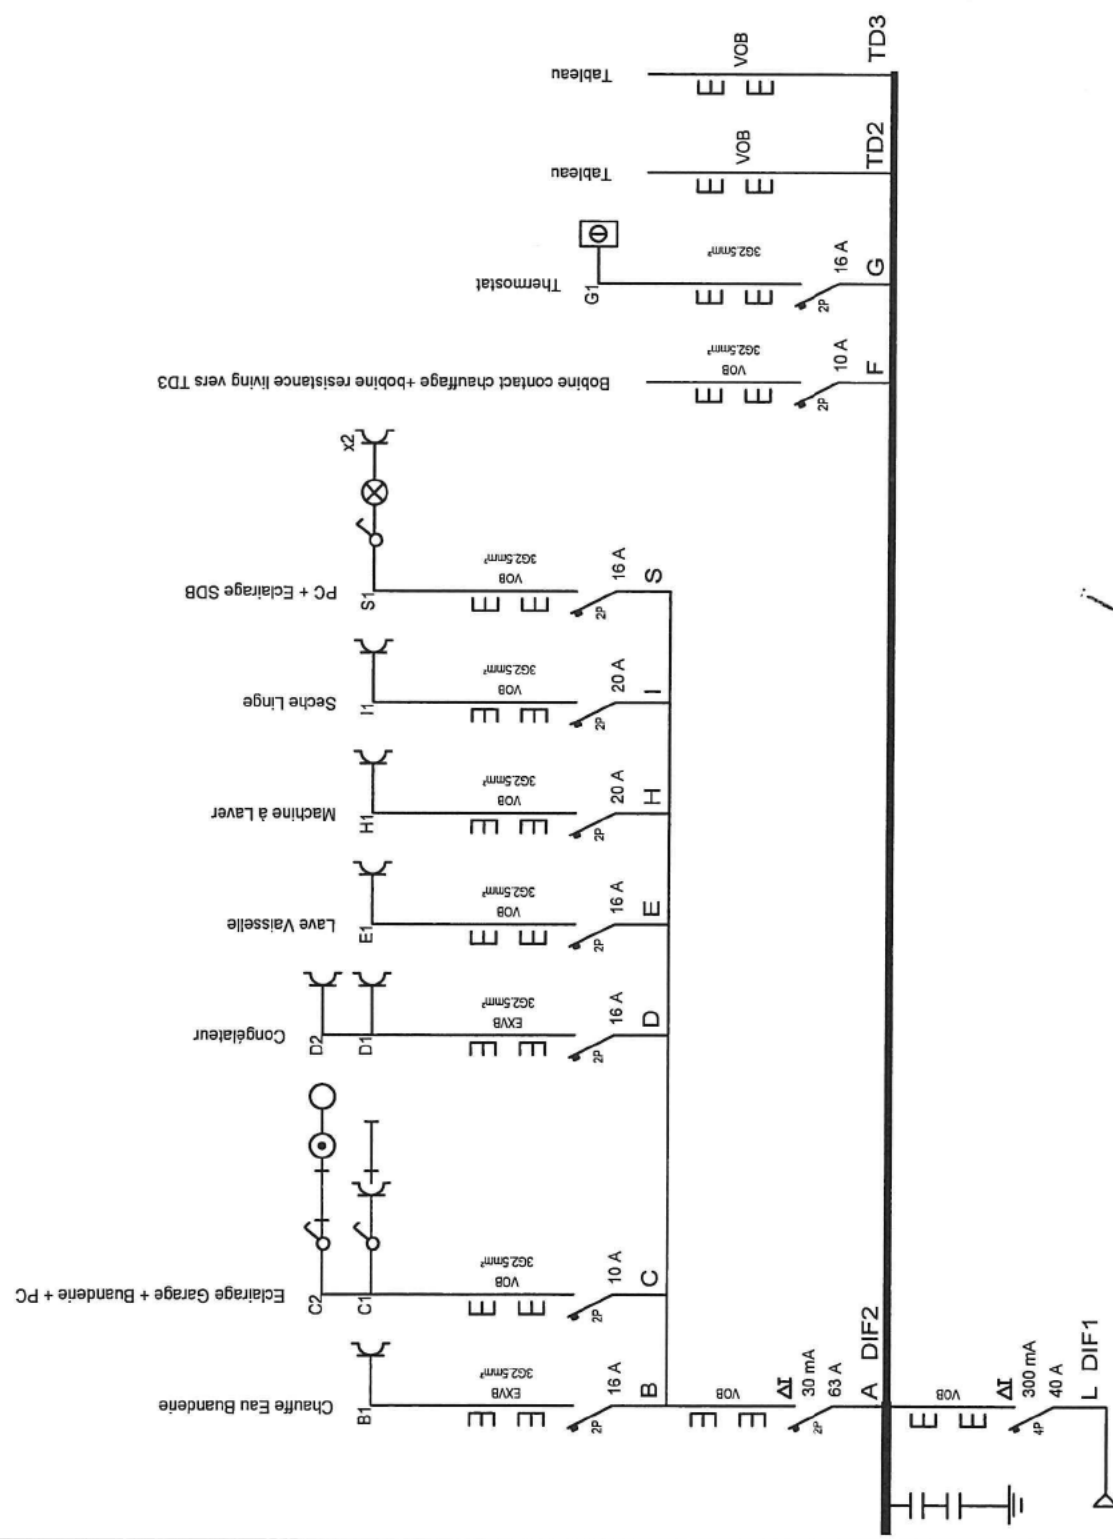 TD3
VOB
Tableau
TD2
VOB
Tableau
G
16 A
2P
3G2.5mm²
G1
Thermostat
F
10 A
2P
VOB
3G2.5mm²
Bobine contact chauffage+bobine resistance living vers TD3
x2
S
16 A
2P
VOB
3G2.5mm²
S1
PC + Eclairage SDB
I
20 A
2P
VOB
3G2.5mm²
I1
Seche Linge
H
20 A
2P
VOB
3G2.5mm²
H1
Machine à Laver
E
16 A
2P
VOB
3G2.5mm²
E1
Lave Vaisselle
D
16 A
2P
EXVB
3G2.5mm²
D1
D2
Congélateur
C
10 A
2P
VOB
3G2.5mm²
C1
C2
Eclairage Garage + Buanderie + PC
B
16 A
2P
EXVB
3G2.5mm²
B1
Chauffe Eau Buanderie
A DIF2
63 A
30 mA
ΔI
2P
VOB
L DIF1
40 A
300 mA
ΔI
4P
VOB